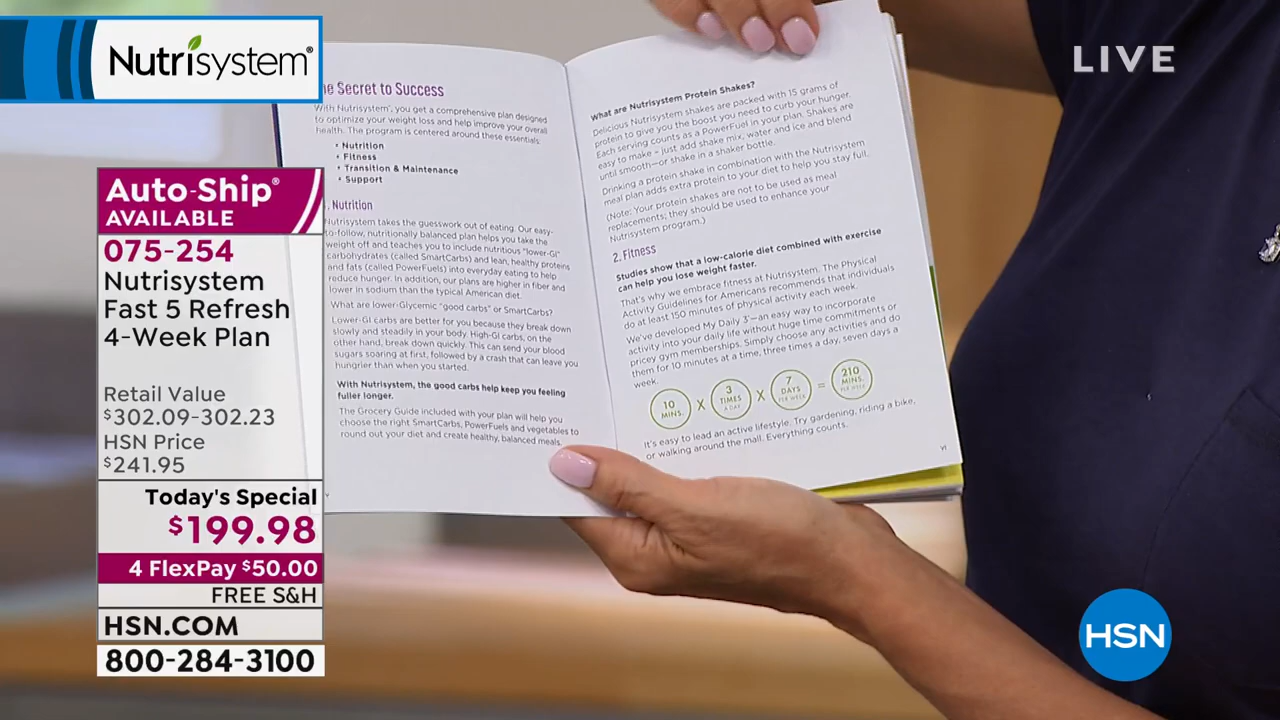 Nutrisystem®
LIVE
Auto-Ship®
AVAILABLE
075-254
Nutrisystem
Fast 5 Refresh
4-Week Plan
Retail Value
$302.09-302.23
HSN Price
$241.95
Today's Special
$199.98
4 FlexPay $50.00
FREE S&H
HSN.COM
800-284-3100
he Secret to Success
With Nutrisystem®, you get a comprehensive plan designed
to optimize your weight loss and help improve your overall
health. The program is centered around these essentials:
• Nutrition
• Fitness
• Transition & Maintenance
• Support
. Nutrition
Nutrisystem takes the guesswork out of eating. Our easy-
to-follow, nutritionally balanced plan helps you take the
weight off and teaches you to include nutritious "lower-GI"
carbohydrates (called SmartCarbs) and lean, healthy proteins
and fats (called PowerFuels) into everyday eating to help
reduce hunger. In addition, our plans are higher in fiber and
lower in sodium than the typical American diet.
What are lower-Glycemic "good carbs" or SmartCarbs?
Lower-GI carbs are better for you because they break down
slowly and steadily in your body. High-GI carbs, on the
other hand, break down quickly. This can send your blood
sugars soaring at first, followed by a crash that can leave you
hungrier than when you started.
With Nutrisystem, the good carbs help keep you feeling
fuller longer.
The Grocery Guide included with your plan will help you
choose the right SmartCarbs, PowerFuels and vegetables to
round out your diet and create healthy, balanced meals.
What are Nutrisystem Protein Shakes?
Delicious Nutrisystem shakes are packed with 15 grams of
protein to give you the boost you need to curb your hunger.
Each serving counts as a PowerFuel in your plan. Shakes are
easy to make – just add shake mix, water and ice and blend
until smooth—or shake in a shaker bottle.
Drinking a protein shake in combination with the Nutrisystem
meal plan adds extra protein to your diet to help you stay full.
(Note: Your protein shakes are not to be used as meal
replacements; they should be used to enhance your
Nutrisystem program.)
2. Fitness
Studies show that a low-calorie diet combined with exercise
can help you lose weight faster.
That's why we embrace fitness at Nutrisystem. The Physical
Activity Guidelines for Americans recommends that individuals
do at least 150 minutes of physical activity each week.
We've developed My Daily 3®—an easy way to incorporate
activity into your daily life without huge time commitments or
pricey gym memberships. Simply choose any activities and do
them for 10 minutes at a time, three times a day, seven days a
week.
10 MINS. X 3 TIMES A DAY X 7 DAYS PER WEEK = 210 MINS. PER WEEK
It's easy to lead an active lifestyle. Try gardening, riding a bike,
or walking around the mall. Everything counts.
HSN